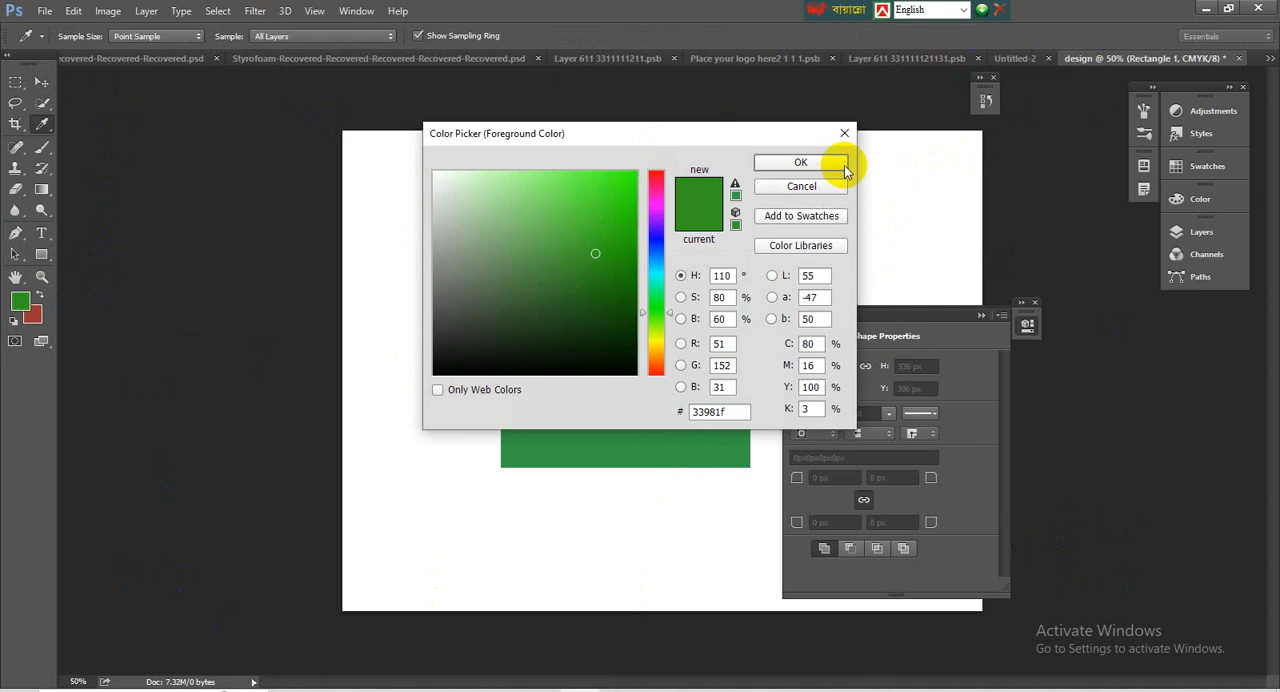 Ps File Edit Image Layer Type Select Filter 3D View Window Help
বায়ান্নো English
Sample Size: Point Sample Sample: All Layers Show Sampling Ring Essentials
ecovered-Recovered-Recovered.psd × Styrofoam-Recovered-Recovered-Recovered.psd × Layer 611 3311111211.psb × Place your logo here2 1 1 1.psb × Layer 611 331111121131.psb × Untitled-2 × design @ 50% (Rectangle 1, CMYK/8) * ×
Color Picker (Foreground Color)
new
current
OK
Cancel
Add to Swatches
Color Libraries
H: 110 ° L: 55
S: 80 % a: -47
B: 60 % b: 50
R: 51 C: 80 %
G: 152 M: 16 %
B: 31 Y: 100 %
# 33981f K: 3 %
Only Web Colors
Adjustments
Styles
Swatches
Color
Layers
Channels
Paths
hape Properties
H: 536 px
Y: 306 px
0px0px0px0px
0 px 0 px
0 px 0 px
Activate Windows
Go to Settings to activate Windows.
50% Doc: 7.32M/0 bytes